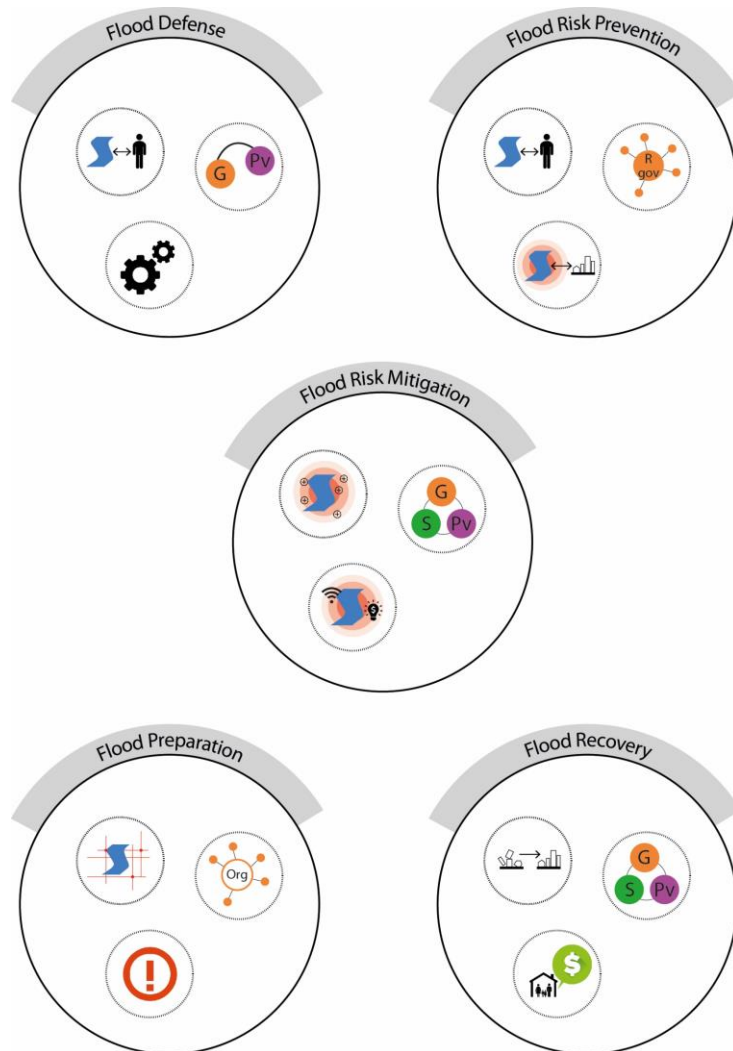 Flood Defense
Flood Risk Prevention
G
Pv
R
gov
Flood Risk Mitigation
G
S
Pv
$
Flood Preparation
Flood Recovery
Org
!
G
S
Pv
$